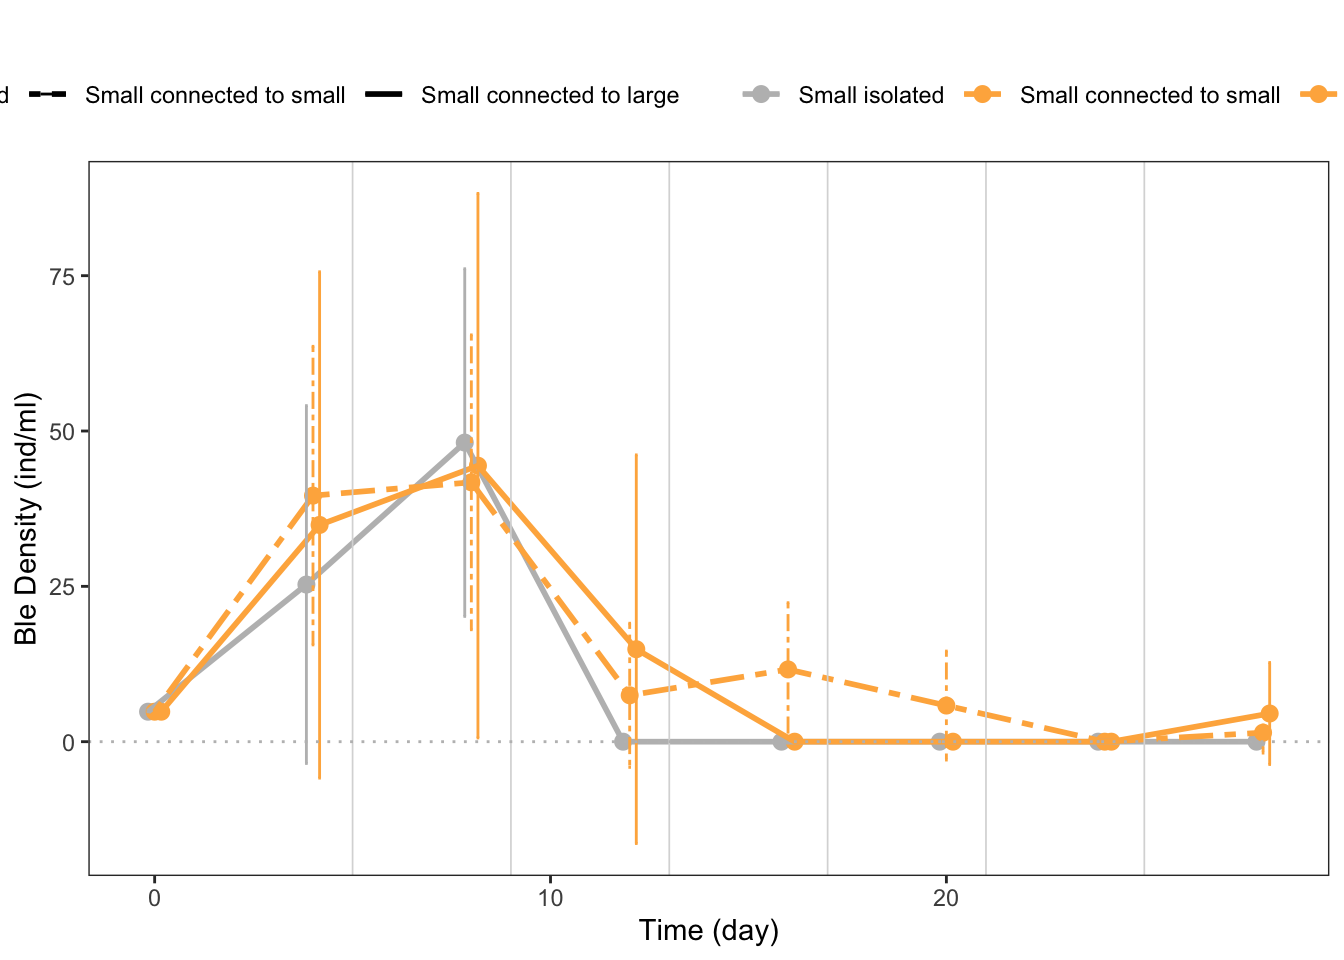 d Small connected to small Small connected to large Small isolated Small connected to small
75
50
25
0
Ble Density (ind/ml)
0 10 20
Time (day)